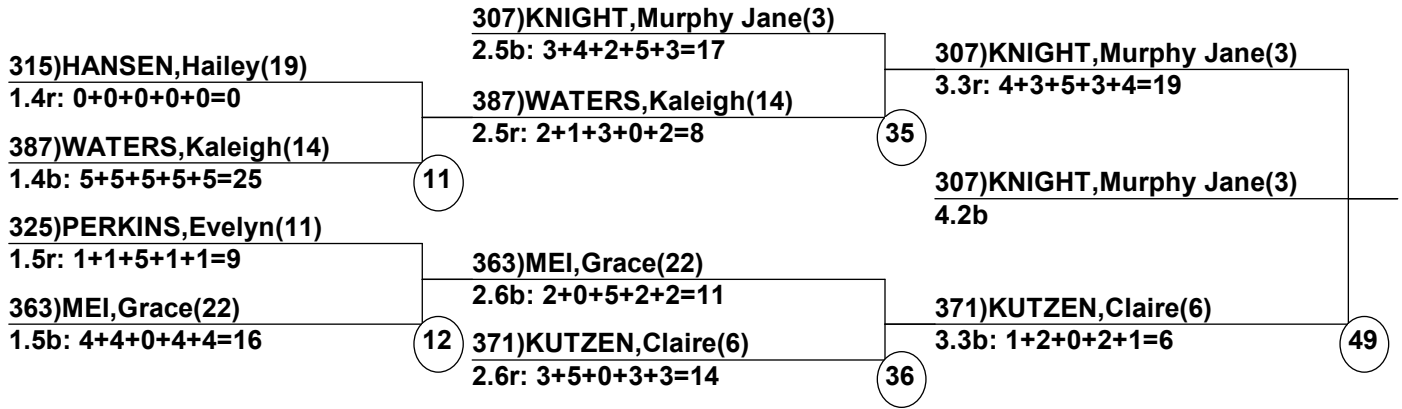 315)HANSEN,Hailey(19)
1.4r: 0+0+0+0+0=0
387)WATERS,Kaleigh(14)
1.4b: 5+5+5+5+5=25
11
325)PERKINS,Evelyn(11)
1.5r: 1+1+5+1+1=9
363)MEI,Grace(22)
1.5b: 4+4+0+4+4=16
12
307)KNIGHT,Murphy Jane(3)
2.5b: 3+4+2+5+3=17
387)WATERS,Kaleigh(14)
2.5r: 2+1+3+0+2=8
35
363)MEI,Grace(22)
2.6b: 2+0+5+2+2=11
371)KUTZEN,Claire(6)
2.6r: 3+5+0+3+3=14
36
307)KNIGHT,Murphy Jane(3)
3.3r: 4+3+5+3+4=19
307)KNIGHT,Murphy Jane(3)
4.2b
371)KUTZEN,Claire(6)
3.3b: 1+2+0+2+1=6
49